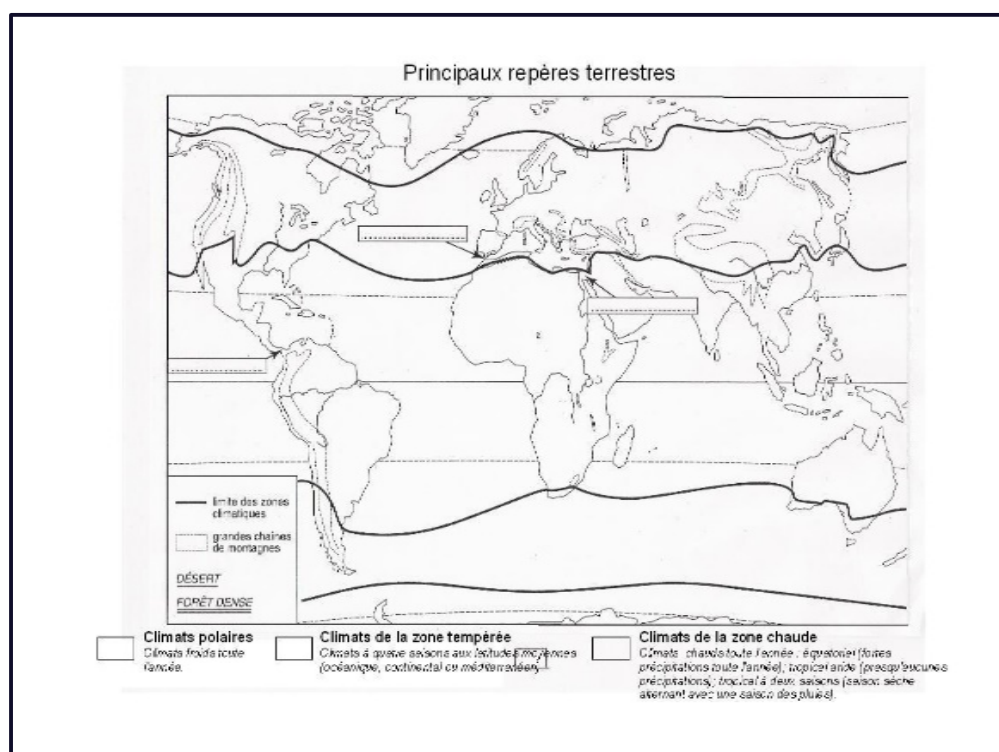 Principaux repères terrestres
limite des zones
climatiques
grandes chaînes
de montagnes
DÉSERT
FORÊT DENSE
Climats polaires
Climats froids toute
l'année.
Climats de la zone tempérée
Climats à quatre saisons aux latitudes moyennes
(océanique, continental ou méditerranéen)
Climats de la zone chaude
Climats chauds toute l'année : équatorial (fortes
précipitations toute l'année); tropical aride (presqu'aucunes
précipitations); tropical à deux saisons (saison sèche
alternant avec une saison des pluies).